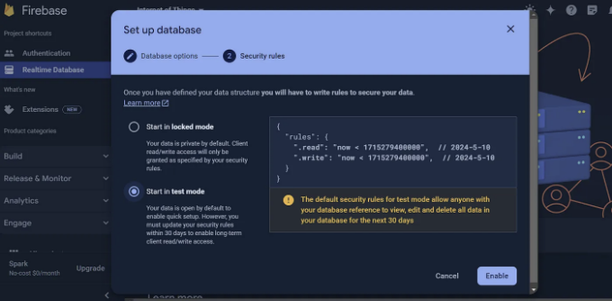 Firebase
Internet of Things
Project shortcuts
Authentication
Realtime Database
What's new
Extensions NEW
Product categories
Build
Release & Monitor
Analytics
Engage
Spark
No-cost $0/month
Upgrade
Set up database
Database options
2 Security rules
Once you have defined your data structure you will have to write rules to secure your data.
Learn more
Start in locked mode
Your data is private by default. Client
read/write access will only be
granted as specified by your security
rules.
Start in test mode
Your data is open by default to
enable quick setup. However, you
must update your security rules
within 30 days to enable long-term
client read/write access.
{
"rules": {
".read": "now < 1715279400000", // 2024-5-10
".write": "now < 1715279400000", // 2024-5-10
}
}
The default security rules for test mode allow anyone with
your database reference to view, edit and delete all data in
your database for the next 30 days
Cancel
Enable
Learn more